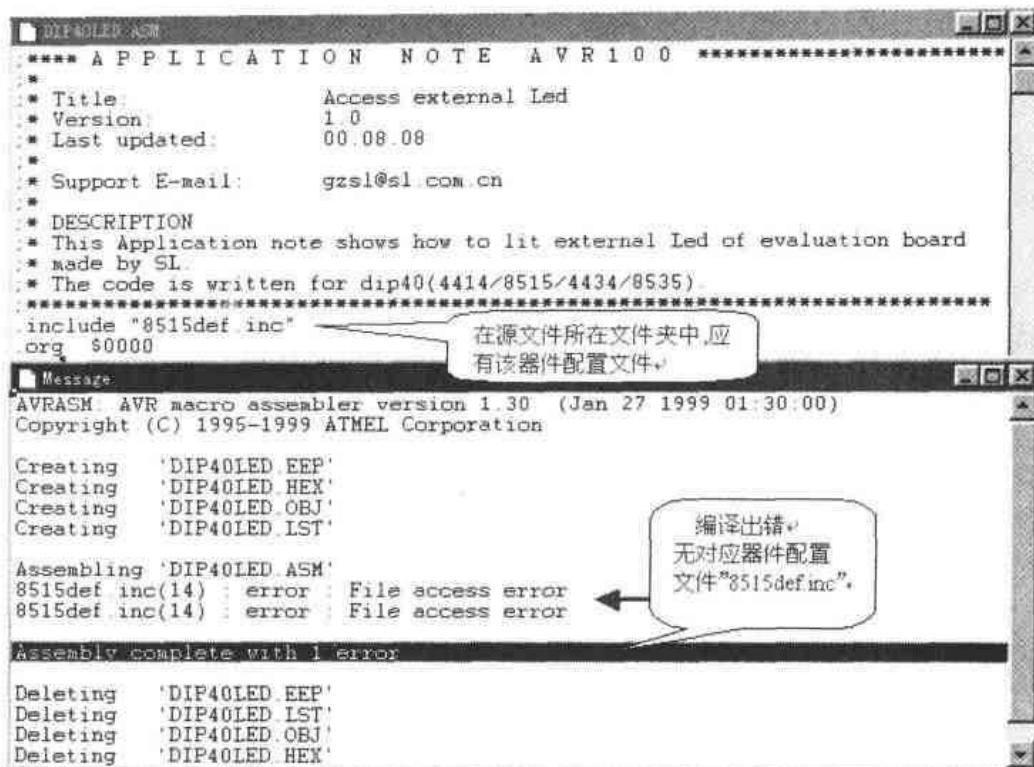 DIP40LED.ASM
;**** A P P L I C A T I O N   N O T E   A V R 1 0 0 ************************
;*
;* Title:            Access external Led
;* Version:          1.0
;* Last updated:     00.08.08
;*
;* Support E-mail:   gzsl@sl.com.cn
;*
;* DESCRIPTION
;* This Application note shows how to lit external Led of evaluation board
;* made by SL.
;* The code is written for dip40(4414/8515/4434/8535).
;***************************************************************************
.include "8515def.inc"
.org  $0000
在源文件所在文件夹中,应
有该器件配置文件↵
Message
AVRASM: AVR macro assembler version 1.30  (Jan 27 1999 01:30:00)
Copyright (C) 1995-1999 ATMEL Corporation
Creating    'DIP40LED.EEP'
Creating    'DIP40LED.HEX'
Creating    'DIP40LED.OBJ'
Creating    'DIP40LED.LST'
Assembling 'DIP40LED.ASM'
8515def.inc(14) : error : File access error
8515def.inc(14) : error : File access error
编译出错↵
无对应器件配置
文件"8515def.inc".
Assembly complete with 1 error
Deleting    'DIP40LED.EEP'
Deleting    'DIP40LED.LST'
Deleting    'DIP40LED.OBJ'
Deleting    'DIP40LED.HEX'